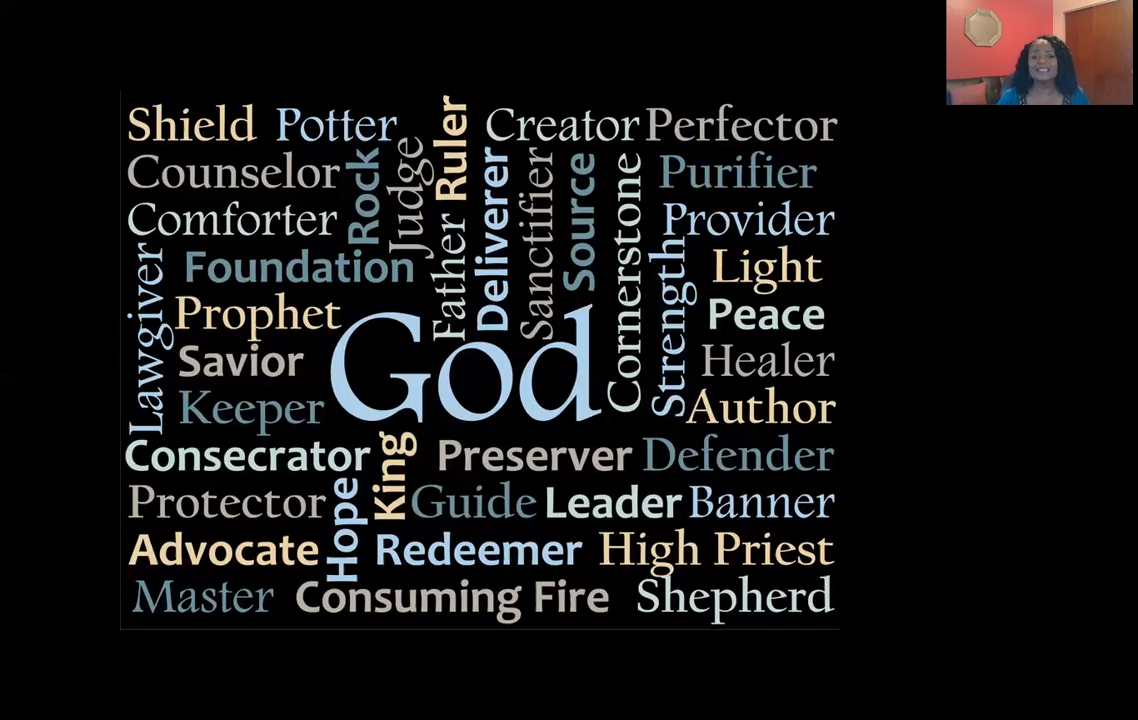 Shield Potter Ruler Creator Perfector
Counselor Rock Judge Father Deliverer Sanctifier Source Cornerstone Purifier
Comforter Provider
Lawgiver Foundation Strength Light
Prophet God Peace
Savior Healer
Keeper Author
Consecrator King Preserver Defender
Protector Hope Guide Leader Banner
Advocate Redeemer High Priest
Master Consuming Fire Shepherd